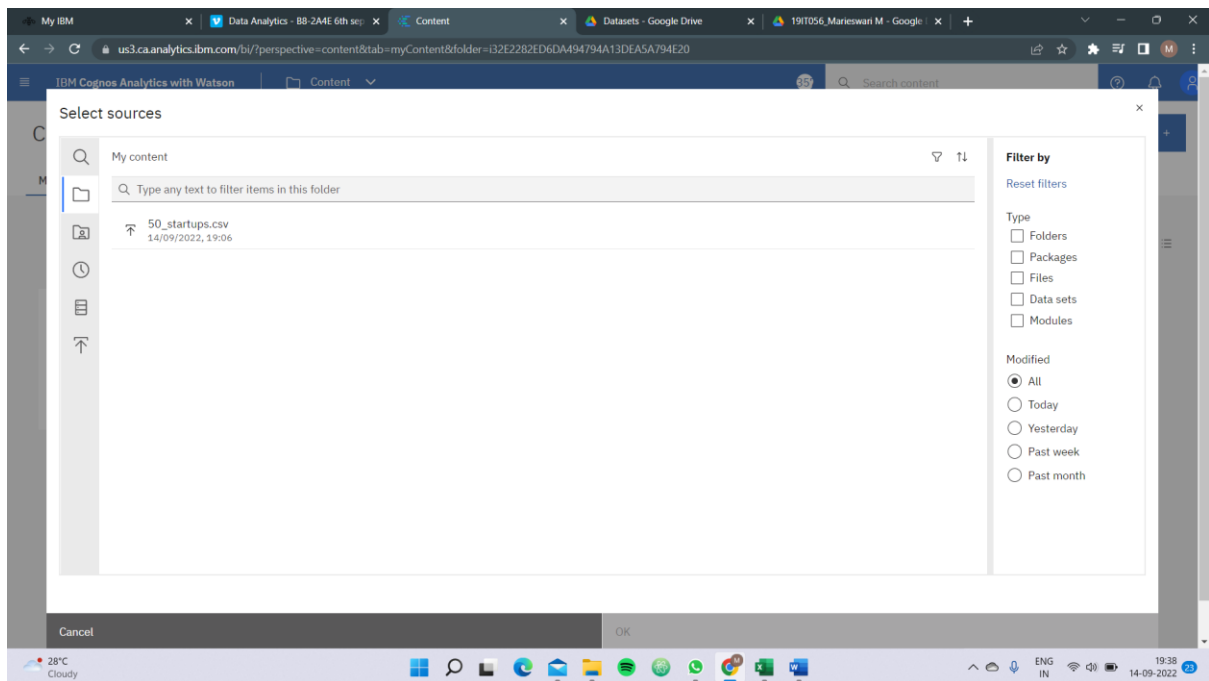 My IBM
Data Analytics - B8-2A4E 6th sep
Content
Datasets - Google Drive
19IT056_Marieswari M - Google
us3.ca.analytics.ibm.com/bi/?perspective=content&tab=myContent&folder=i32E2282ED6DA494794A13DEA5A794E20
M
IBM Cognos Analytics with Watson
Content
Search content
Select sources
My content
Type any text to filter items in this folder
50_startups.csv
14/09/2022, 19:06
Filter by
Reset filters
Type
Folders
Packages
Files
Data sets
Modules
Modified
All
Today
Yesterday
Past week
Past month
Cancel
OK
28°C
Cloudy
ENG
IN
19:38
14-09-2022
23